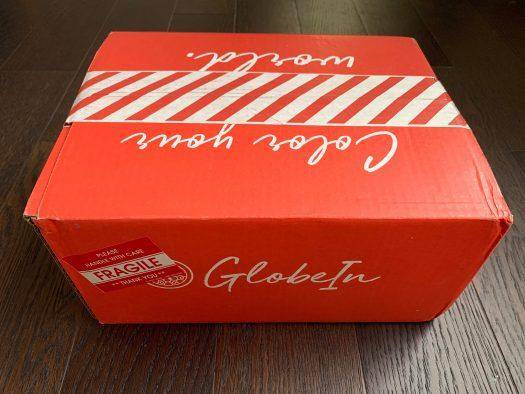 Color your
world.
GlobeIn
PLEASE
HANDLE WITH CARE
FRAGILE
** THANK YOU **